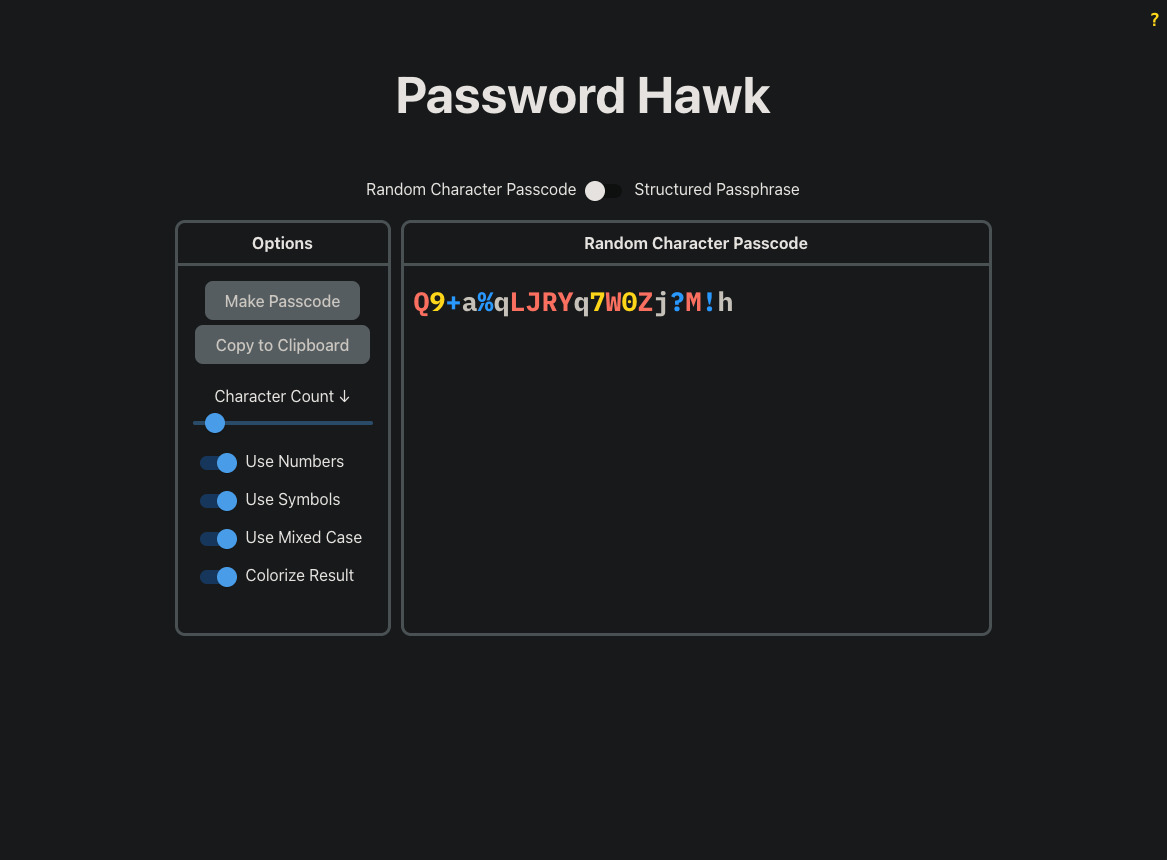 ?
Password Hawk
Random Character Passcode Structured Passphrase
Options
Make Passcode
Copy to Clipboard
Character Count ↓
Use Numbers
Use Symbols
Use Mixed Case
Colorize Result
Random Character Passcode
Q9+a%qLJRYq7W0Zj?M!h